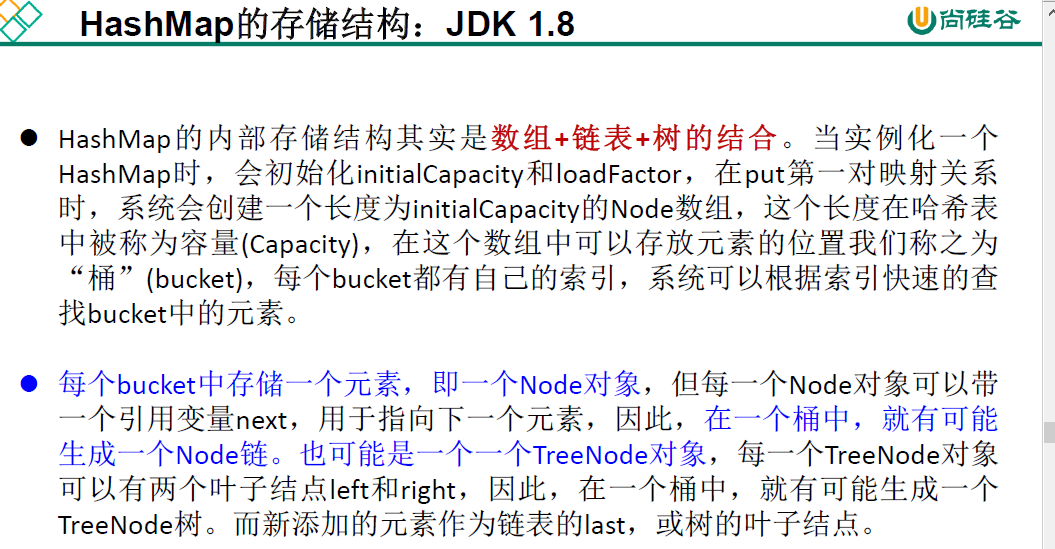 HashMap的存储结构：JDK 1.8
尚硅谷
● HashMap的内部存储结构其实是数组+链表+树的结合。当实例化一个
HashMap时，会初始化initialCapacity和loadFactor，在put第一对映射关系
时，系统会创建一个长度为initialCapacity的Node数组，这个长度在哈希表
中被称为容量(Capacity)，在这个数组中可以存放元素的位置我们称之为
“桶”(bucket)，每个bucket都有自己的索引，系统可以根据索引快速的查
找bucket中的元素。
● 每个bucket中存储一个元素，即一个Node对象，但每一个Node对象可以带
一个引用变量next，用于指向下一个元素，因此，在一个桶中，就有可能
生成一个Node链。也可能是一个一个TreeNode对象，每一个TreeNode对象
可以有两个叶子结点left和right，因此，在一个桶中，就有可能生成一个
TreeNode树。而新添加的元素作为链表的last，或树的叶子结点。